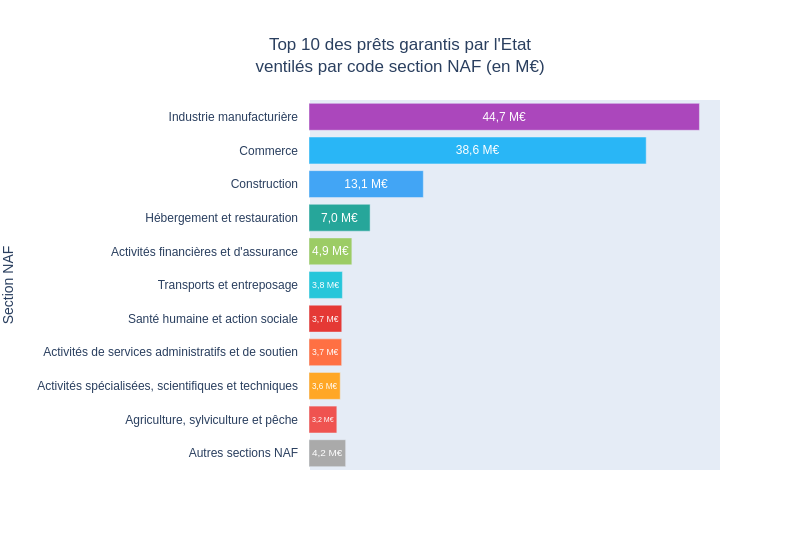 Top 10 des prêts garantis par l'Etat
ventilés par code section NAF (en M€)
Section NAF
Industrie manufacturière 44,7 M€
Commerce 38,6 M€
Construction 13,1 M€
Hébergement et restauration 7,0 M€
Activités financières et d'assurance 4,9 M€
Transports et entreposage 3,8 M€
Santé humaine et action sociale 3,7 M€
Activités de services administratifs et de soutien 3,7 M€
Activités spécialisées, scientifiques et techniques 3,6 M€
Agriculture, sylviculture et pêche 3,2 M€
Autres sections NAF 4,2 M€